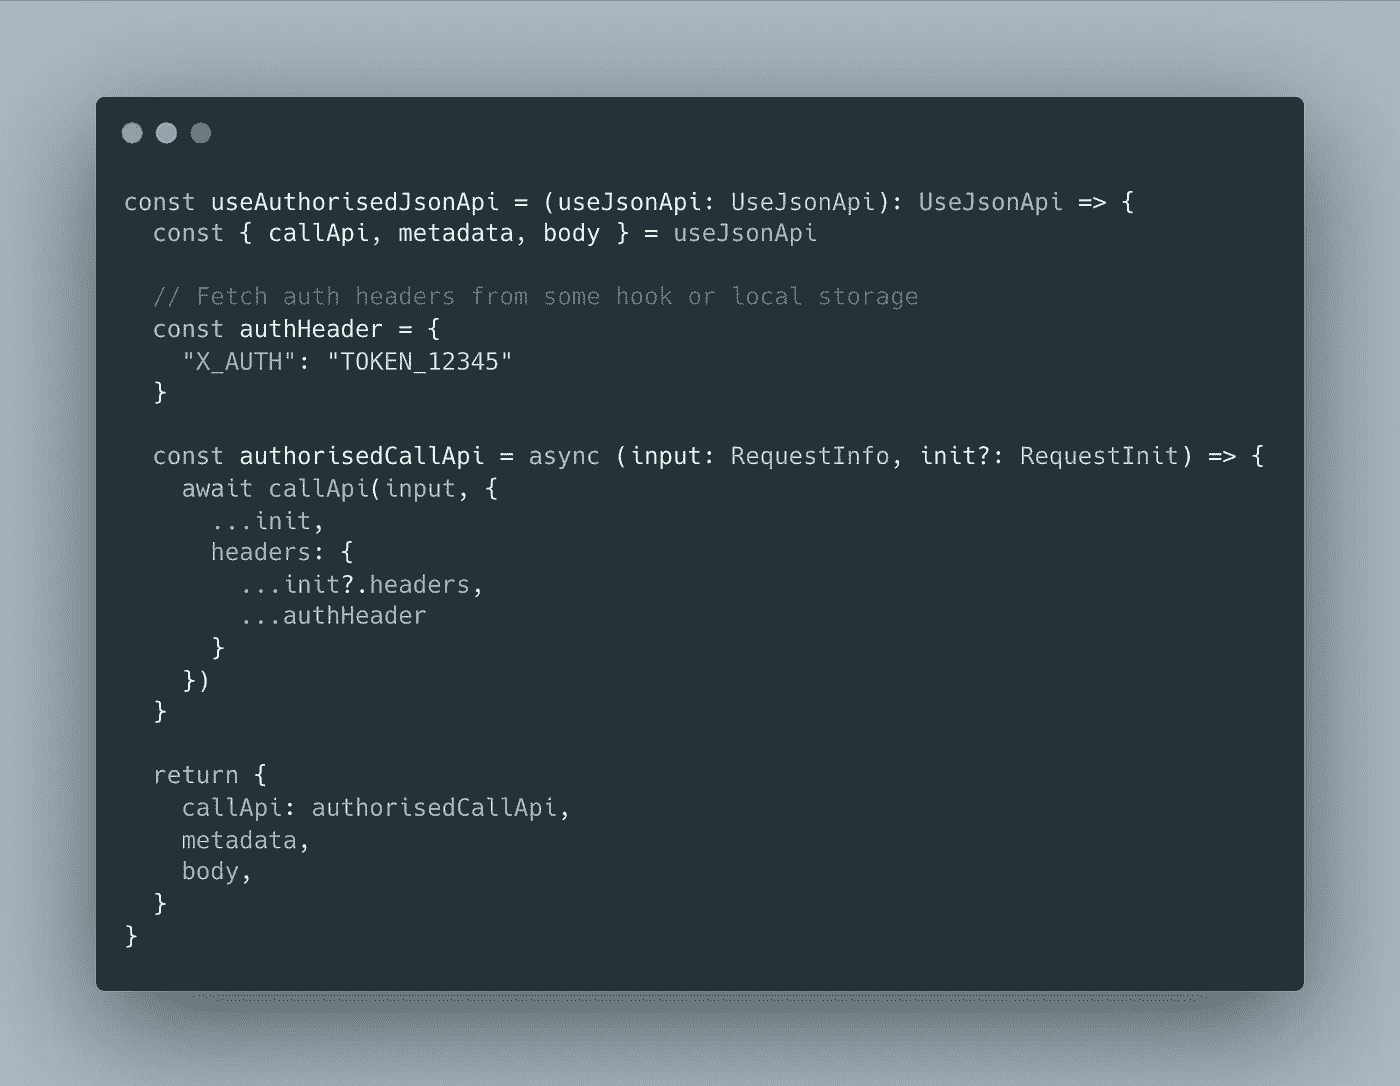 const useAuthorisedJsonApi = (useJsonApi: UseJsonApi): UseJsonApi => {
  const { callApi, metadata, body } = useJsonApi

  // Fetch auth headers from some hook or local storage
  const authHeader = {
    "X_AUTH": "TOKEN_12345"
  }

  const authorisedCallApi = async (input: RequestInfo, init?: RequestInit) => {
    await callApi(input, {
      ...init,
      headers: {
        ...init?.headers,
        ...authHeader
      }
    })
  }

  return {
    callApi: authorisedCallApi,
    metadata,
    body,
  }
}